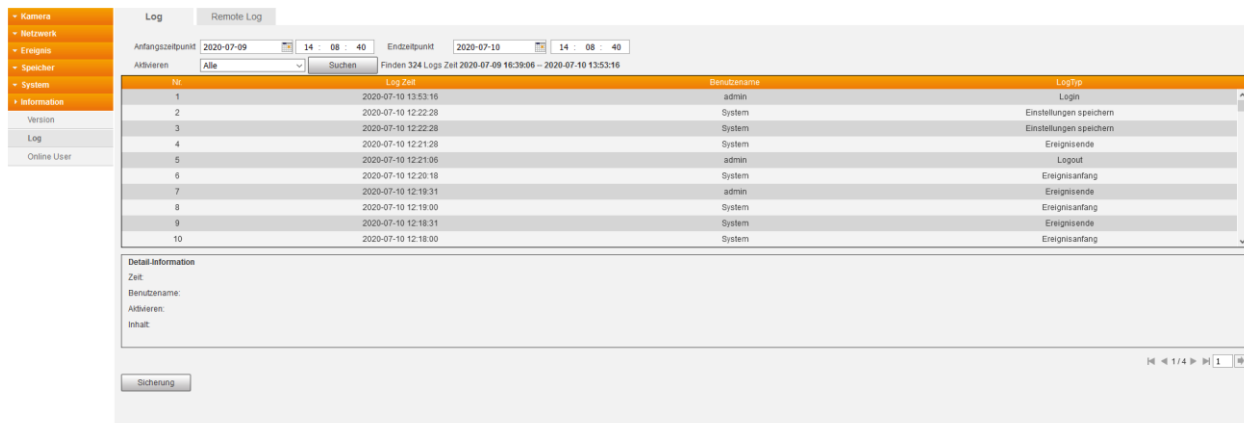 Kamera
Netzwerk
Ereignis
Speicher
System
Information
Version
Log
Online User
Log Remote Log
Anfangszeitpunkt 2020-07-09 14 : 08 : 40 Endzeitpunkt 2020-07-10 14 : 08 : 40
Aktivieren Alle Suchen Finden 324 Logs Zeit 2020-07-09 16:39:06 -- 2020-07-10 13:53:16
Nr. Log Zeit Benutzename LogTyp
1 2020-07-10 13:53:16 admin Login
2 2020-07-10 12:22:28 System Einstellungen speichern
3 2020-07-10 12:22:28 System Einstellungen speichern
4 2020-07-10 12:21:28 System Ereignisende
5 2020-07-10 12:21:06 admin Logout
6 2020-07-10 12:20:18 System Ereignisanfang
7 2020-07-10 12:19:31 admin Ereignisende
8 2020-07-10 12:19:00 System Ereignisanfang
9 2020-07-10 12:18:31 System Ereignisende
10 2020-07-10 12:18:00 System Ereignisanfang
Detail-Information
Zeit:
Benutzename:
Aktivieren:
Inhalt:
1 / 4 1
Sicherung